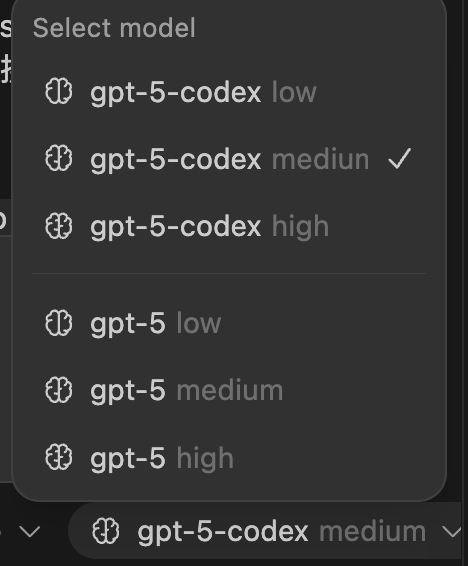 Select model
gpt-5-codex low
gpt-5-codex mediun
gpt-5-codex high
gpt-5 low
gpt-5 medium
gpt-5 high
gpt-5-codex medium